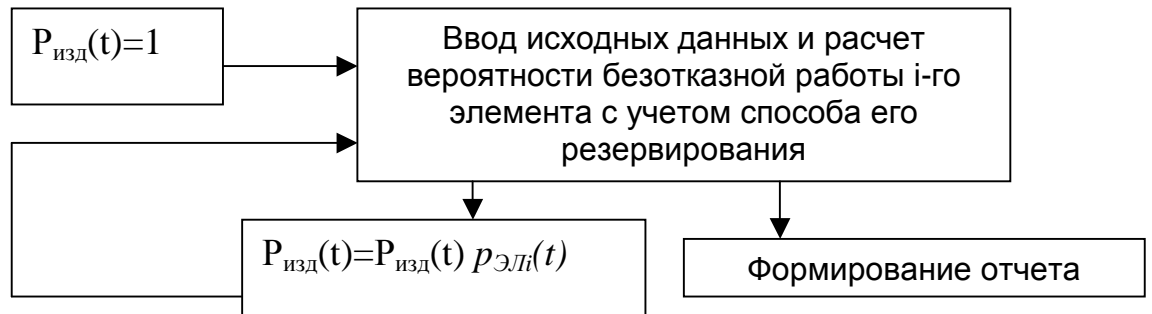 Pизд(t)=1
Ввод исходных данных и расчет
вероятности безотказной работы i-го
элемента с учетом способа его
резервирования
Pизд(t)=Pизд(t) pЭЛi(t)
Формирование отчета